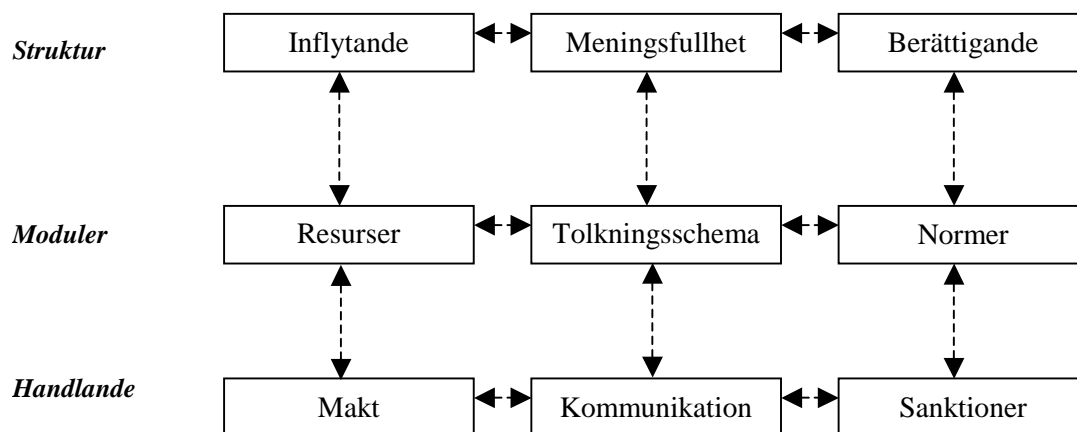 Struktur Inflytande Meningsfullhet Berättigande
Moduler Resurser Tolkningsschema Normer
Handlande Makt Kommunikation Sanktioner